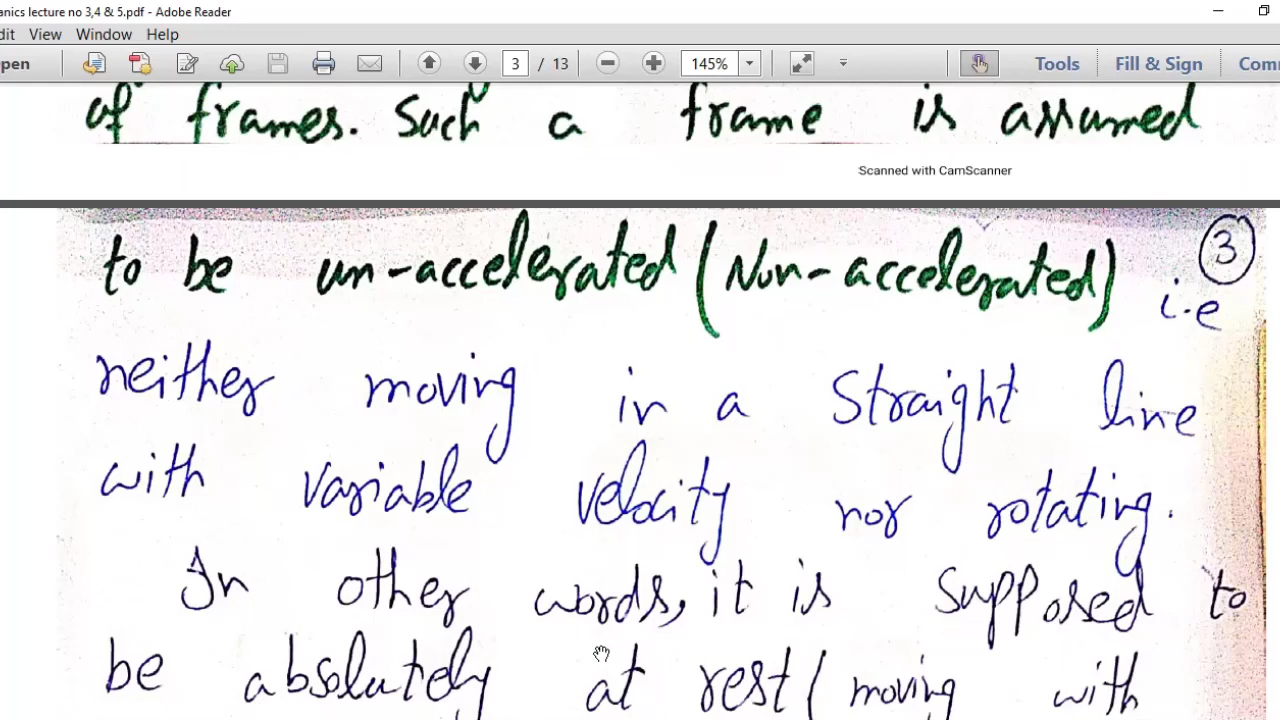 anics lecture no 3,4 & 5.pdf - Adobe Reader
dit View Window Help
pen 3 / 13 145% Tools Fill & Sign Com
of frames. Such a frame is assumed
Scanned with CamScanner
3
to be un-accelerated (Non-accelerated) i.e
neither moving in a straight line
with variable velocity nor rotating.
In other words, it is supposed to
be absolutely at rest (moving with